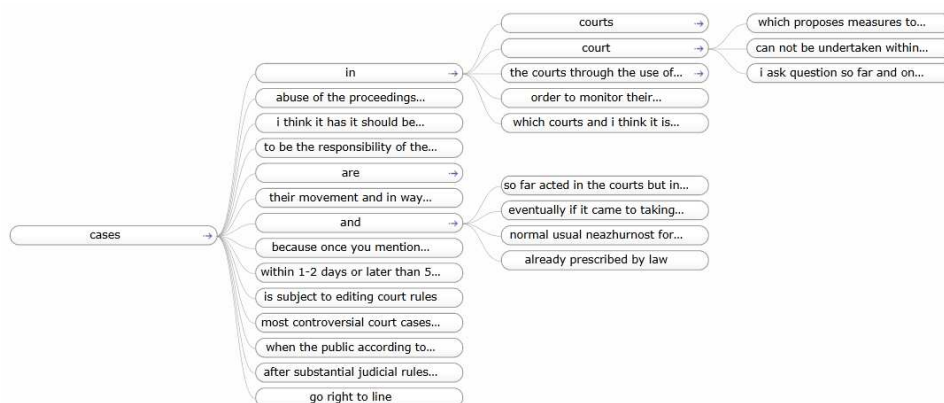 cases
in
abuse of the proceedings...
i think it has it should be...
to be the responsibility of the...
are
their movement and in way...
and
because once you mention...
within 1-2 days or later than 5...
is subject to editing court rules
most controversial court cases...
when the public according to...
after substantial judicial rules...
go right to line
courts
court
the courts through the use of...
order to monitor their...
which courts and i think it is...
so far acted in the courts but in...
eventually if it came to taking...
normal usual neazhurnost for...
already prescribed by law
which proposes measures to...
can not be undertaken within...
i ask question so far and on...